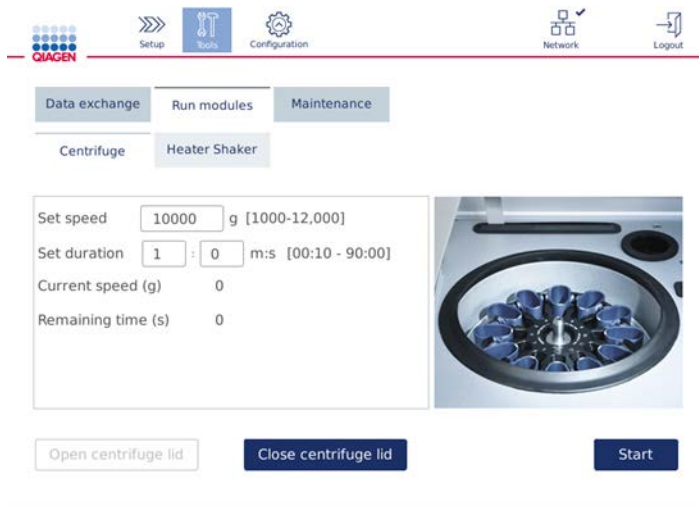 QIAGEN
Setup
Tools
Configuration
Network
Logout
Data exchange
Run modules
Maintenance
Centrifuge
Heater Shaker
Set speed 10000 g [1000-12,000]
Set duration 1 : 0 m:s [00:10 - 90:00]
Current speed (g) 0
Remaining time (s) 0
Open centrifuge lid
Close centrifuge lid
Start